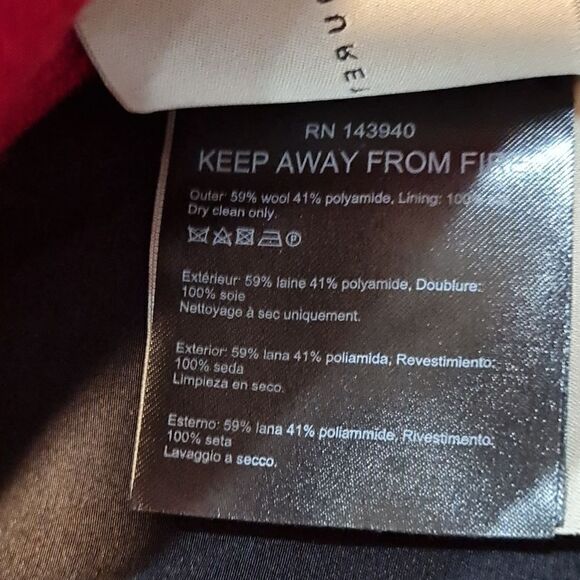 RN 143940
KEEP AWAY FROM
Outer: 59% wool 41% polyamide, Lining:
Dry clean only.
Extérieur: 59% laine 41% polyamide, Doublure:
100% soie
Nettoyage à sec uniquement.
Exterior: 59% lana 41% poliamida, Revestimiento:
100% seda
Limpieza en seco.
Esterno: 59% lana 41% poliammide, Rivestimento:
100% seta
Lavaggio a secco.